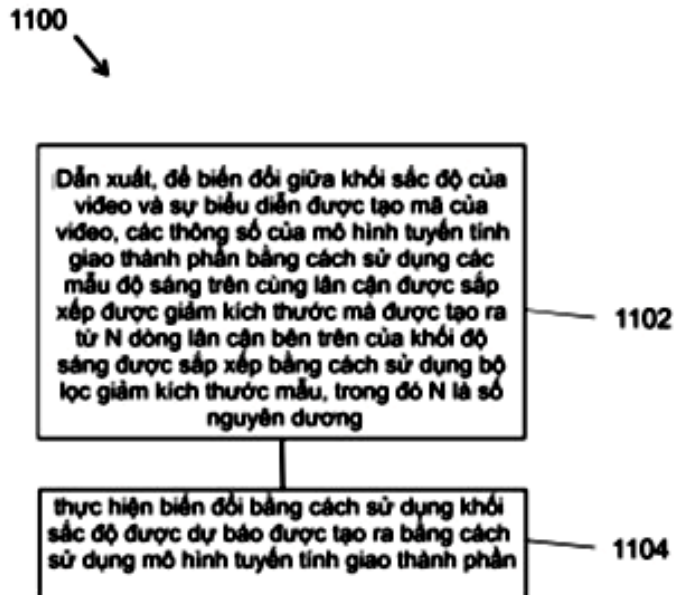 1100
Dẫn xuất, để biến đổi giữa khối sắc độ của
video và sự biểu diễn được tạo mã của
video, các thông số của mô hình tuyến tính
giao thành phần bằng cách sử dụng các
mẫu độ sáng trên cùng lân cận được sắp
xếp được giảm kích thước mà được tạo ra
từ N dòng lân cận bên trên của khối độ
sáng được sắp xếp bằng cách sử dụng bộ
lọc giảm kích thước mẫu, trong đó N là số
nguyên dương
1102
thực hiện biến đổi bằng cách sử dụng khối
sắc độ được dự báo được tạo ra bằng cách
sử dụng mô hình tuyến tính giao thành phần
1104